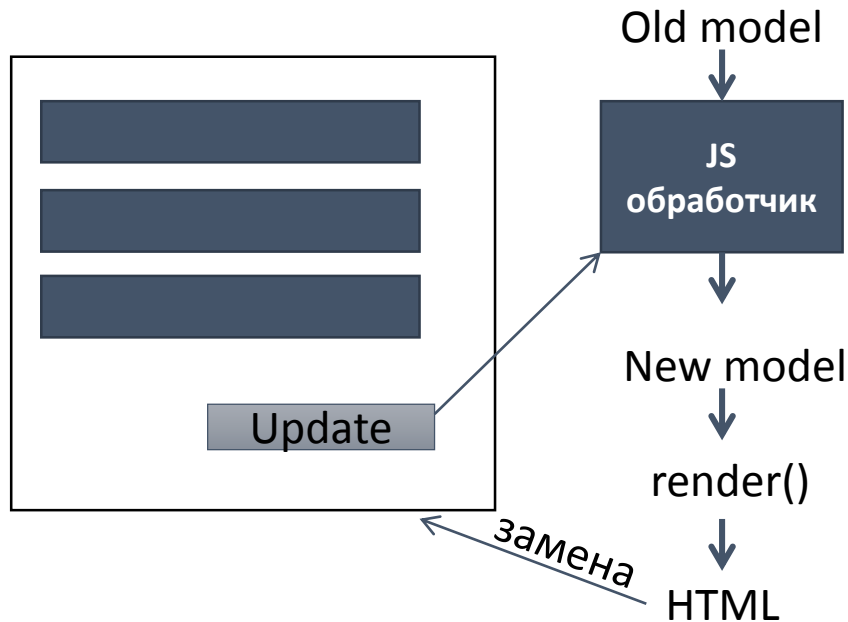 Old model
JS
обработчик
New model
Update
render()
замена
HTML